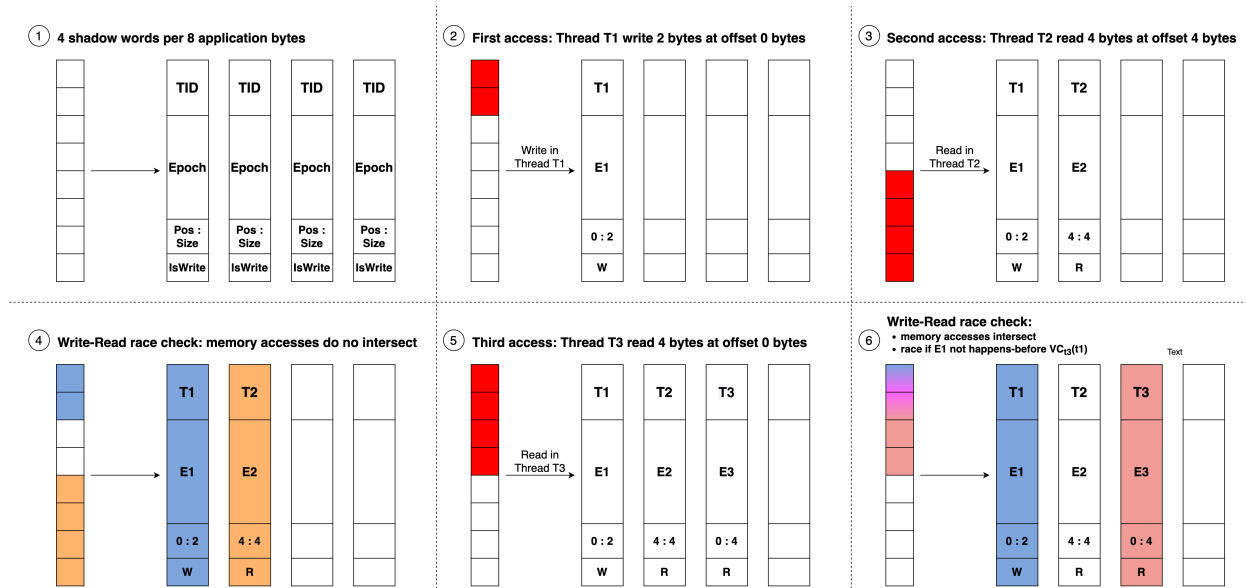 1 4 shadow words per 8 application bytes
TID TID TID TID
Epoch Epoch Epoch Epoch
Pos : Pos : Pos : Pos :
Size Size Size Size
IsWrite IsWrite IsWrite IsWrite
2 First access: Thread T1 write 2 bytes at offset 0 bytes
T1
Write in
Thread T1
E1
0 : 2
W
3 Second access: Thread T2 read 4 bytes at offset 4 bytes
T1 T2
Read in
Thread T2
E1 E2
0 : 2 4 : 4
W R
4 Write-Read race check: memory accesses do no intersect
T1 T2
E1 E2
0 : 2 4 : 4
W R
5 Third access: Thread T3 read 4 bytes at offset 0 bytes
T1 T2 T3
Read in
Thread T3
E1 E2 E3
0 : 2 4 : 4 0 : 4
W R R
6 Write-Read race check:
• memory accesses intersect
• race if E1 not happens-before VCt3(t1)
Text
T1 T2 T3
E1 E2 E3
0 : 2 4 : 4 0 : 4
W R R